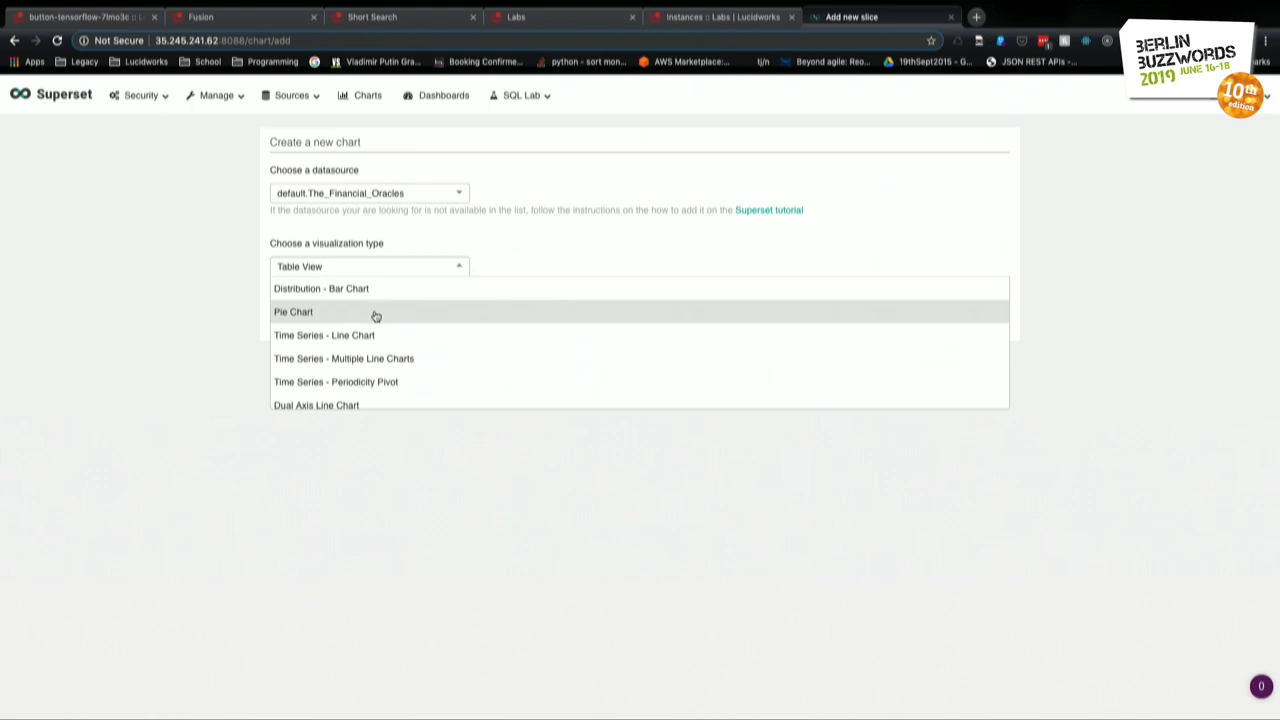 button-tensorflow-7lmo3c :: L
Fusion
Short Search
Labs
Instances :: Labs | Lucidworks
Add new slice
Not Secure | 35.245.241.62:8088/chart/add
Apps
Legacy
Lucidworks
School
Programming
Vladimir Putin Gra...
Booking Confirme...
python - sort mon...
AWS Marketplace:...
tj/n
Beyond agile: Reo...
19thSept2015 - G...
JSON REST APIs -...
BERLIN
BUZZWORDS
2019 JUNE 16-18
10th
edition
Superset
Security
Manage
Sources
Charts
Dashboards
SQL Lab
Create a new chart
Choose a datasource
default.The_Financial_Oracles
If the datasource your are looking for is not available in the list, follow the instructions on the how to add it on the Superset tutorial
Choose a visualization type
Table View
Distribution - Bar Chart
Pie Chart
Time Series - Line Chart
Time Series - Multiple Line Charts
Time Series - Periodicity Pivot
Dual Axis Line Chart
0